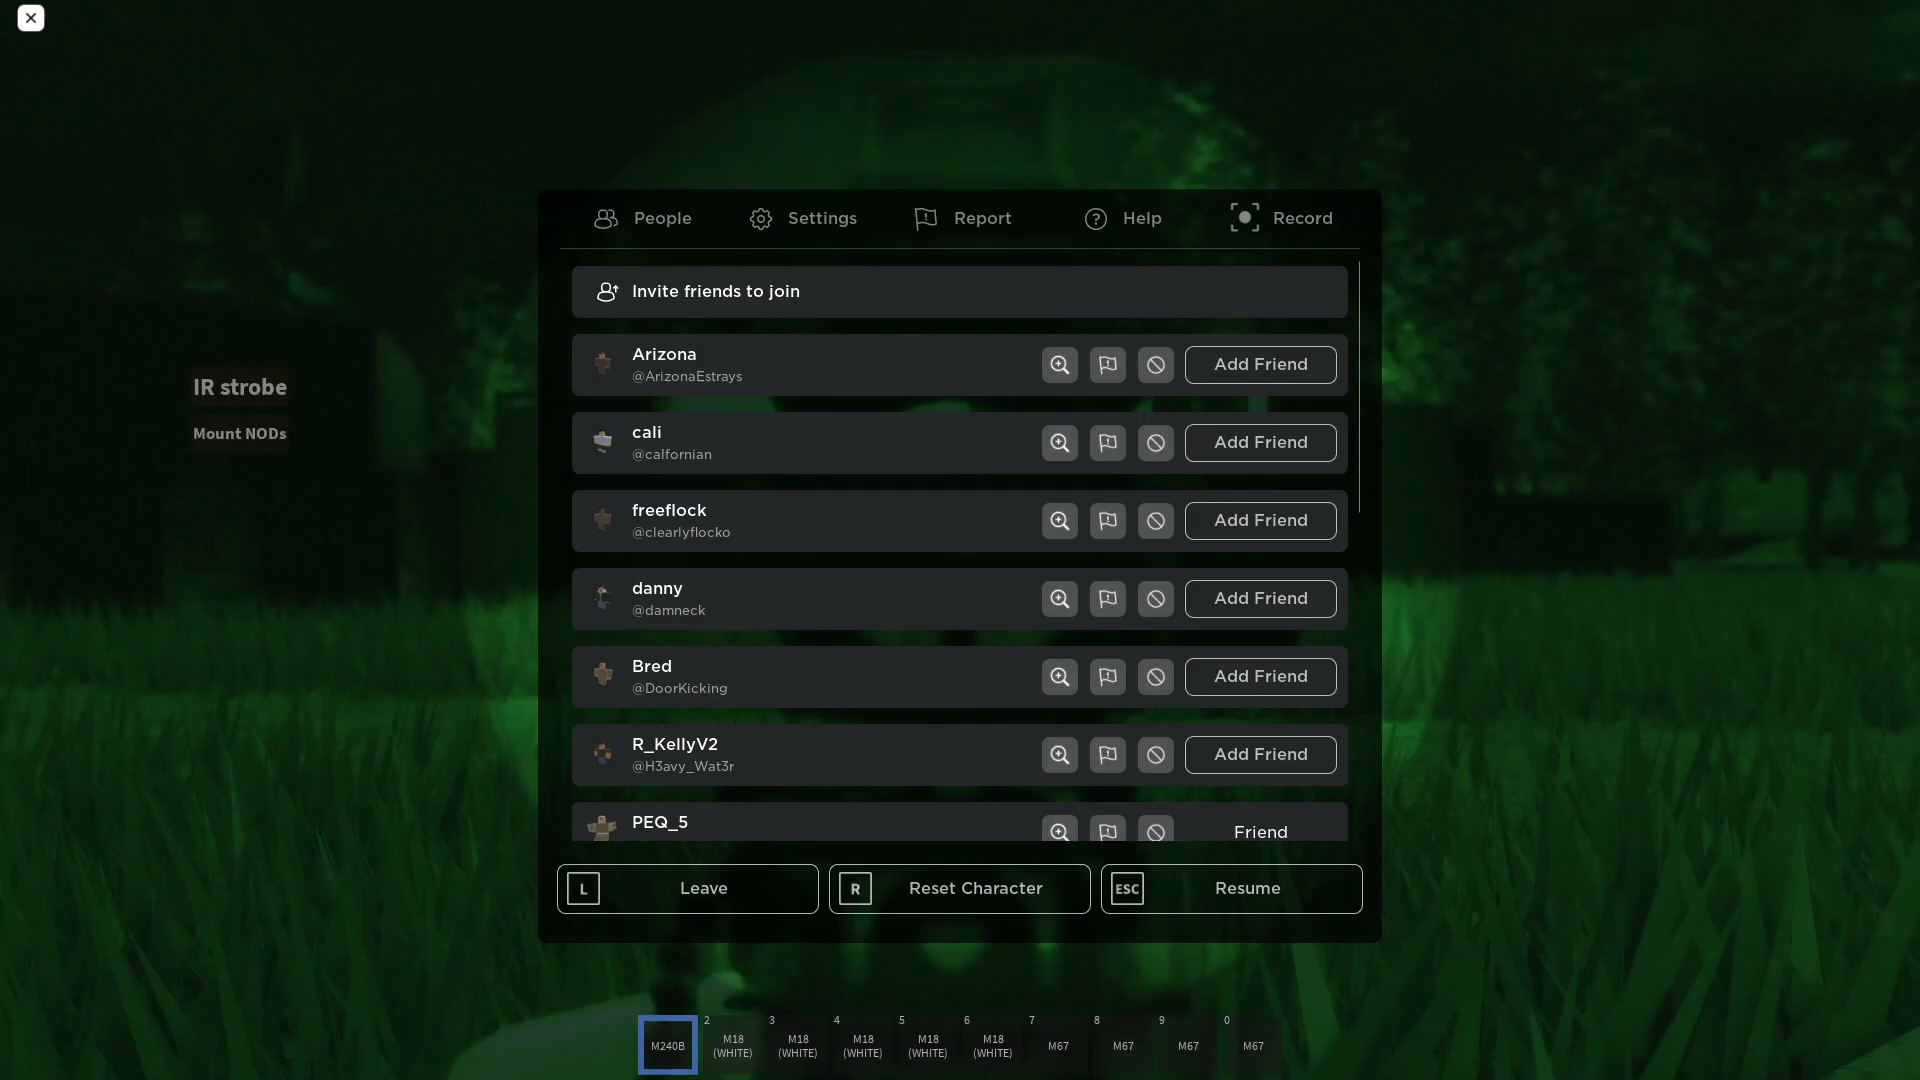 People
Settings
Report
Help
Record
Invite friends to join
Arizona
@ArizonaEstrays
Add Friend
cali
@calfornian
Add Friend
freeflock
@clearlyflocko
Add Friend
danny
@damneck
Add Friend
Bred
@DoorKicking
Add Friend
R_KellyV2
@H3avy_Wat3r
Add Friend
PEQ_5
Friend
IR strobe
Mount NODs
L Leave
R Reset Character
ESC Resume
M240B
2
M18
(WHITE)
3
M18
(WHITE)
4
M18
(WHITE)
5
M18
(WHITE)
6
M18
(WHITE)
7
M67
8
M67
9
M67
0
M67